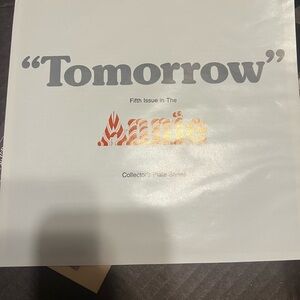 “Tomorrow”
Fifth Issue in The
Annie
Collector's Plate Series